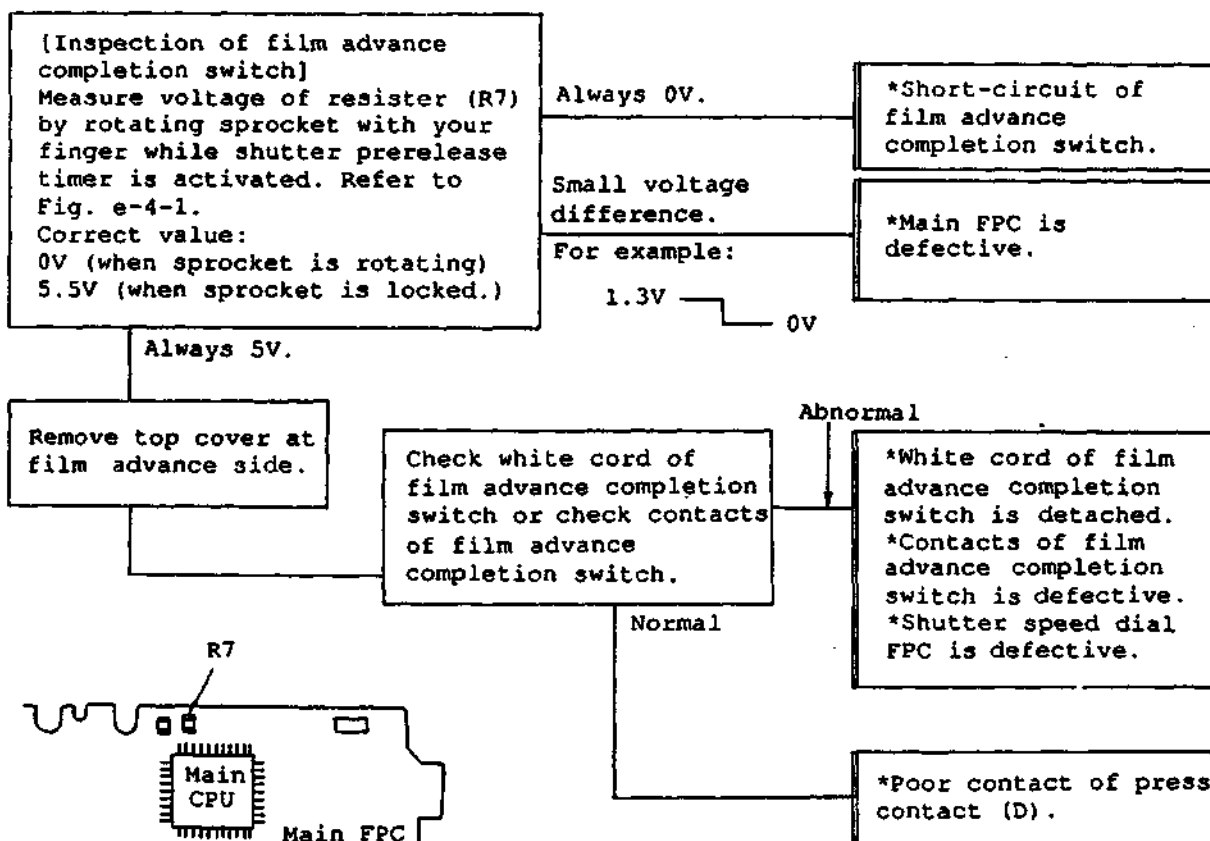 [Inspection of film advance
completion switch]
Measure voltage of resister (R7)
by rotating sprocket with your
finger while shutter prerelease
timer is activated. Refer to
Fig. e-4-1.
Correct value:
0V (when sprocket is rotating)
5.5V (when sprocket is locked.)
Always 0V.
*Short-circuit of
film advance
completion switch.
Small voltage
difference.
For example:
1.3V
0V
*Main FPC is
defective.
Always 5V.
Remove top cover at
film advance side.
Check white cord of
film advance completion
switch or check contacts
of film advance
completion switch.
Abnormal
*White cord of film
advance completion
switch is detached.
*Contacts of film
advance completion
switch is defective.
*Shutter speed dial
FPC is defective.
Normal
*Poor contact of press
contact (D).
R7
Main
CPU
Main FPC